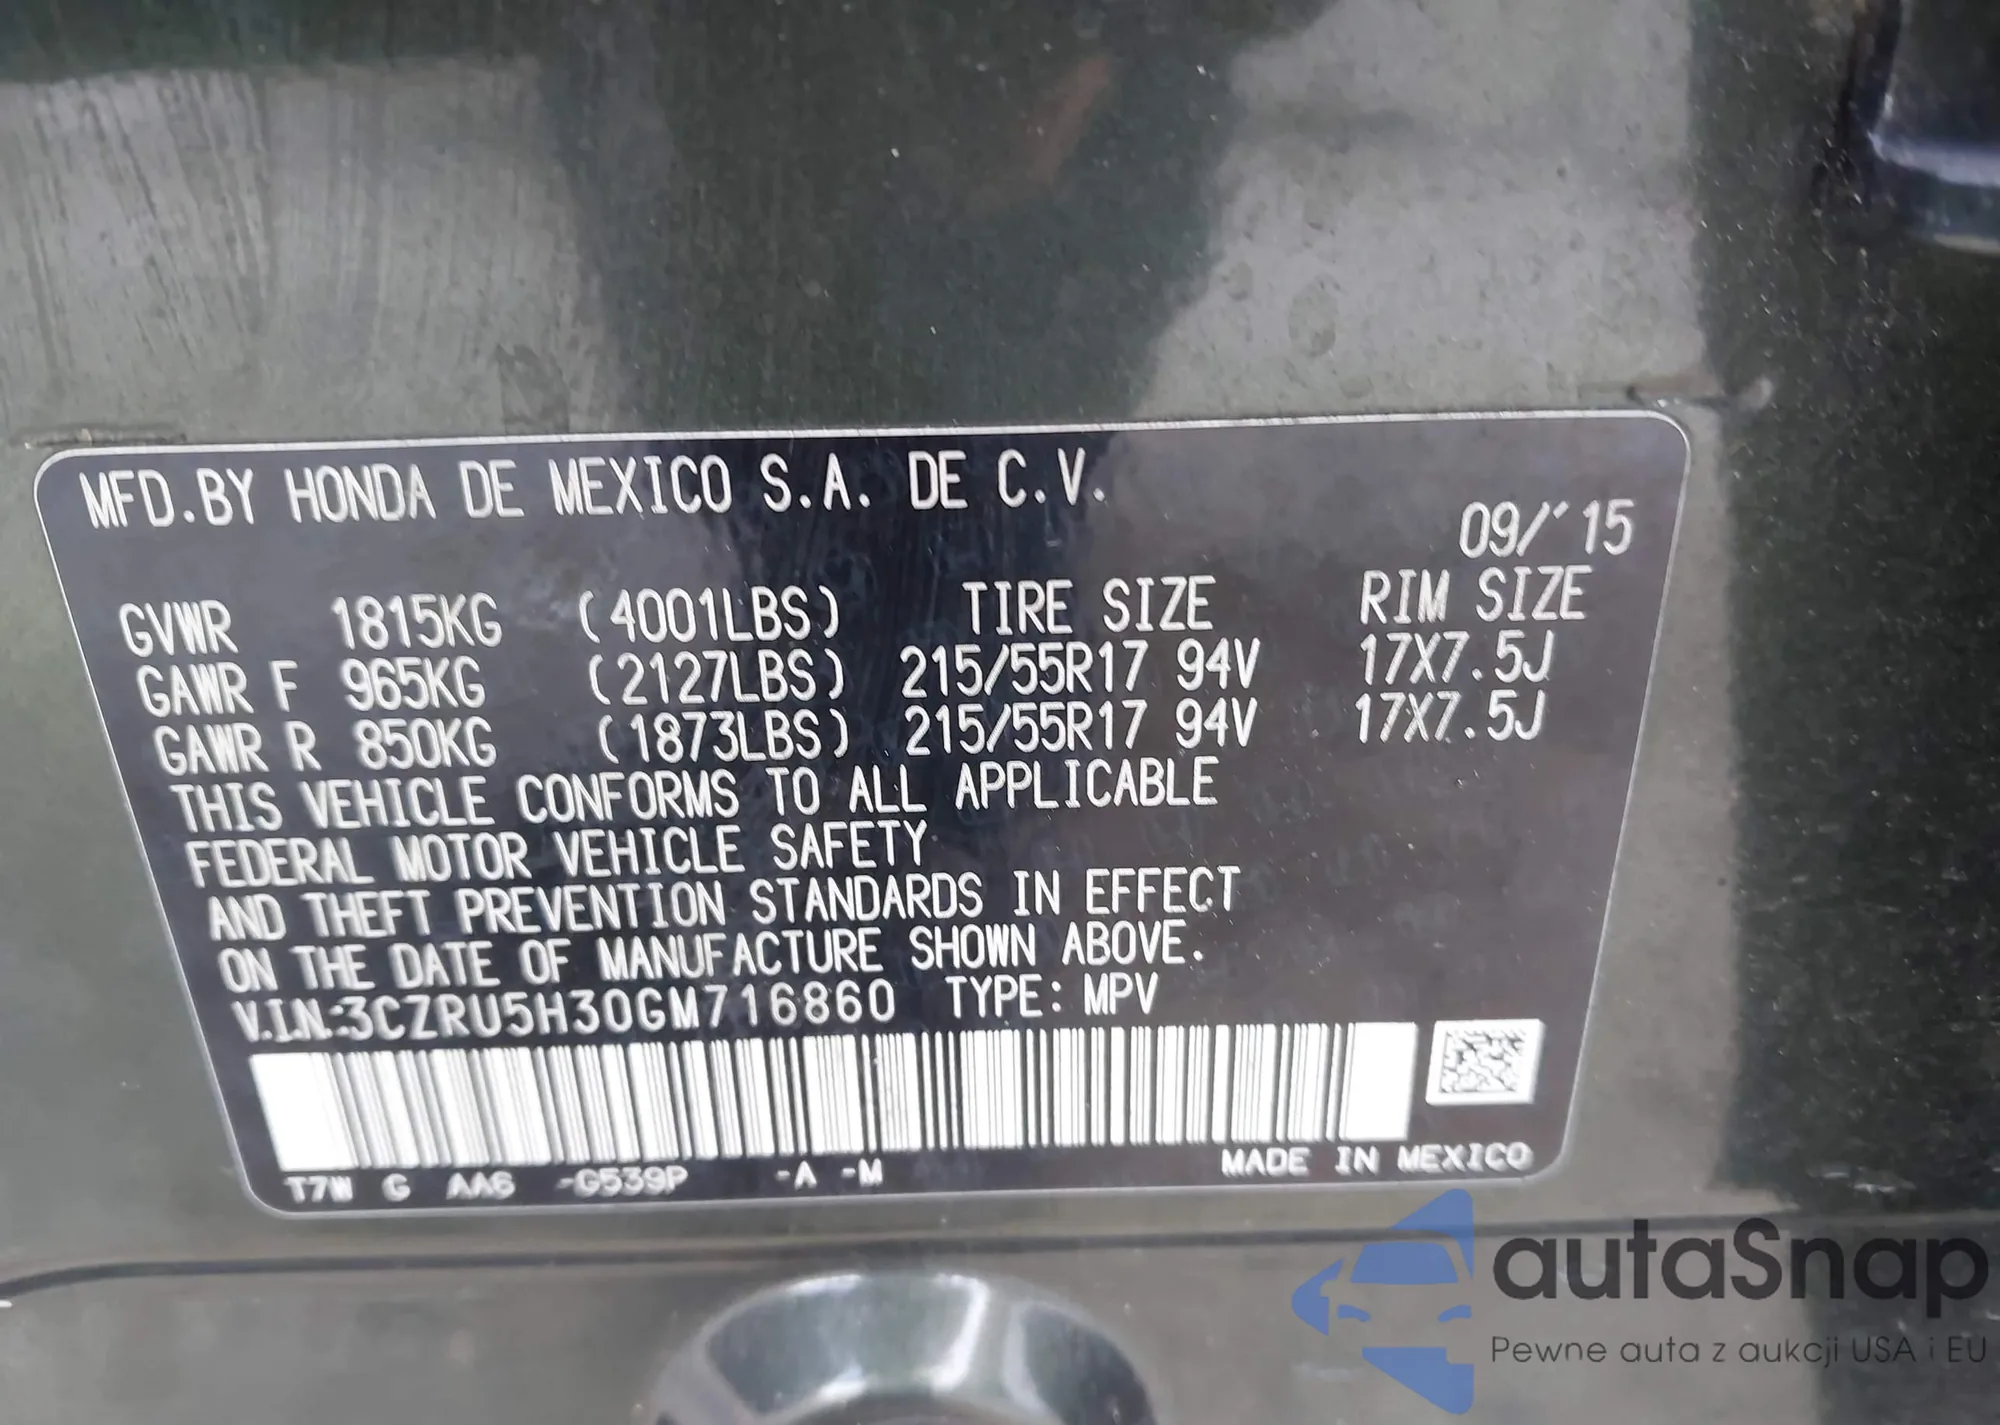 MFD.BY HONDA DE MEXICO S.A. DE C.V.
09/'15
GVWR 1815KG (4001LBS) TIRE SIZE RIM SIZE
GAWR F 965KG (2127LBS) 215/55R17 94V 17X7.5J
GAWR R 850KG (1873LBS) 215/55R17 94V 17X7.5J
THIS VEHICLE CONFORMS TO ALL APPLICABLE
FEDERAL MOTOR VEHICLE SAFETY
AND THEFT PREVENTION STANDARDS IN EFFECT
ON THE DATE OF MANUFACTURE SHOWN ABOVE.
V.I.N.:3CZRU5H30GM716860 TYPE: MPV
T7W G AA6 -G539P -A -M MADE IN MEXICO
autaSnap
Pewne auta z aukcji USA i EU